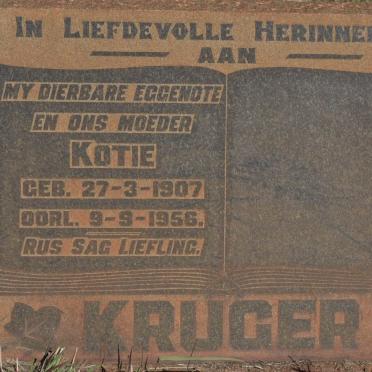 IN LIEFDEVOLLE HERINNE
AAN
MY DIERBARE EGGENOTE
EN ONS MOEDER
KOTIE
GEB. 27-3-1907
OORL. 9-9-1956.
RUS SAG LIEFLING.
KRUGER